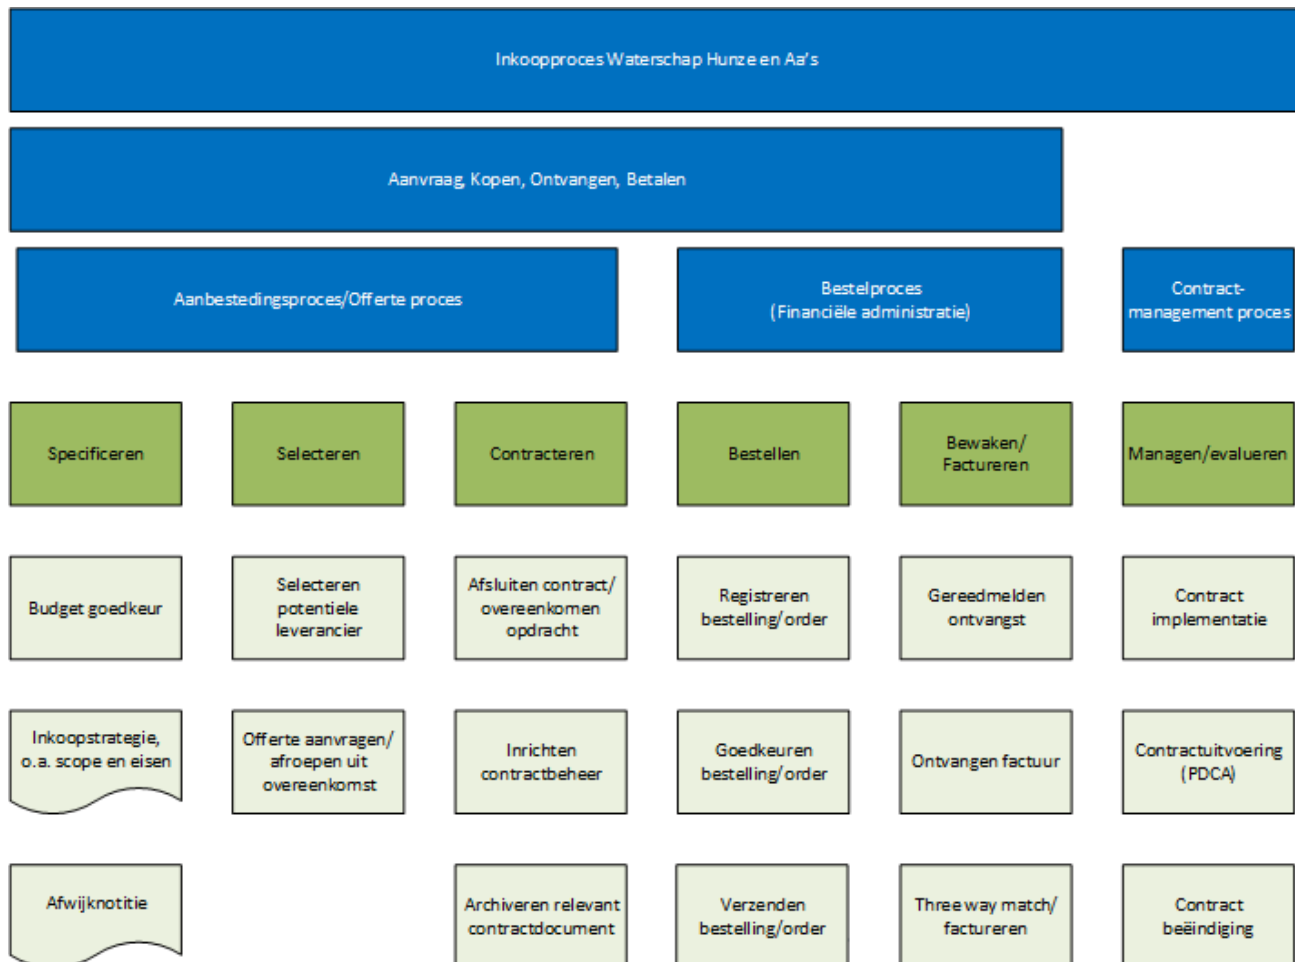 Inkoopproces Waterschap Hunze en Aa's
Aanvraag, Kopen, Ontvangen, Betalen
Aanbestedingsproces/Offerte proces
Bestelproces
(Financiële administratie)
Contract-
management proces
Specificeren
Selecteren
Contracteren
Bestellen
Bewaken/
Factureren
Managen/evalueren
Budget goedkeur
Selecteren
potentiele
leverancier
Afsluiten contract/
overeenkomen
opdracht
Registreren
bestelling/order
Gereedmelden
ontvangst
Contract
implementatie
Inkoopstrategie,
o.a. scope en eisen
Offerte aanvragen/
afroepen uit
overeenkomst
Inrichten
contractbeheer
Goedkeuren
bestelling/order
Ontvangen factuur
Contractuitvoering
(PDCA)
Afwijknotitie
Archiveren relevant
contractdocument
Verzenden
bestelling/order
Three way match/
factureren
Contract
beëindiging